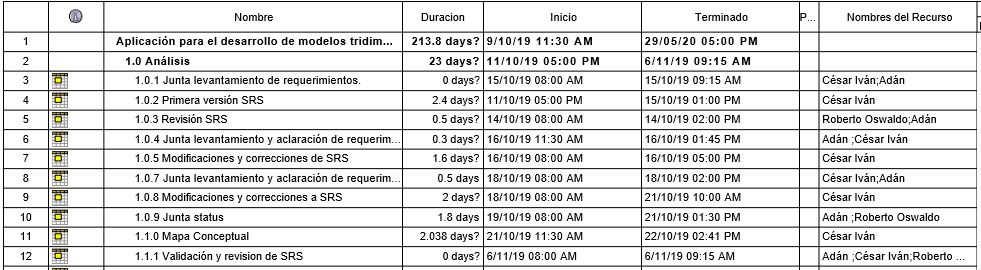 Nombre Duracion Inicio Terminado P... Nombres del Recurso
1 Aplicación para el desarrollo de modelos tridim... 213.8 days? 9/10/19 11:30 AM 29/05/20 05:00 PM
2 1.0 Análisis 23 days? 11/10/19 05:00 PM 6/11/19 09:15 AM
3 1.0.1 Junta levantamiento de requerimientos. 0 days? 15/10/19 08:00 AM 15/10/19 09:15 AM César Iván;Adán
4 1.0.2 Primera versión SRS 2.4 days? 11/10/19 05:00 PM 15/10/19 01:00 PM César Iván
5 1.0.3 Revisión SRS 0.5 days? 14/10/19 08:00 AM 14/10/19 02:00 PM Roberto Oswaldo;Adán
6 1.0.4 Junta levantamiento y aclaración de requerim... 0.3 days? 16/10/19 11:30 AM 16/10/19 01:45 PM Adán ;César Iván
7 1.0.5 Modificaciones y correcciones de SRS 1.6 days? 16/10/19 08:00 AM 16/10/19 05:00 PM César Iván
8 1.0.7 Junta levantamiento y aclaración de requerim... 0.5 days 18/10/19 08:00 AM 18/10/19 02:00 PM César Iván;Adán
9 1.0.8 Modificaciones y correcciones a SRS 2 days? 18/10/19 08:00 AM 21/10/19 10:00 AM César Iván
10 1.0.9 Junta status 1.8 days 19/10/19 08:00 AM 21/10/19 01:30 PM Adán ;Roberto Oswaldo
11 1.1.0 Mapa Conceptual 2.038 days? 21/10/19 11:30 AM 22/10/19 02:41 PM César Iván
12 1.1.1 Validación y revision de SRS 0 days? 6/11/19 08:00 AM 6/11/19 09:15 AM Adán ;César Iván;Roberto ...